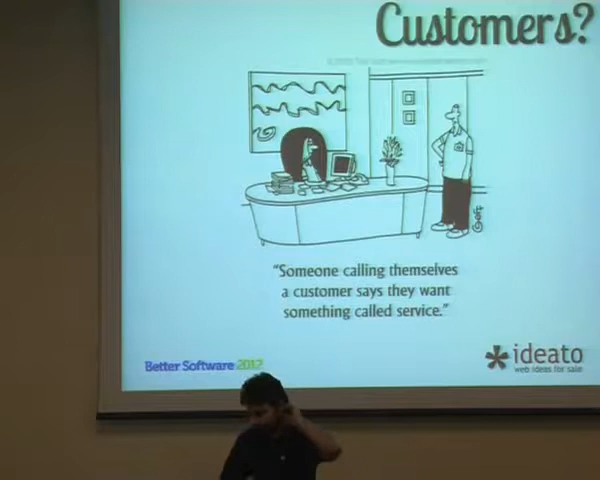 Customers?
"Someone calling themselves
a customer says they want
something called service."
Better Software 2012
ideato
web ideas for sale